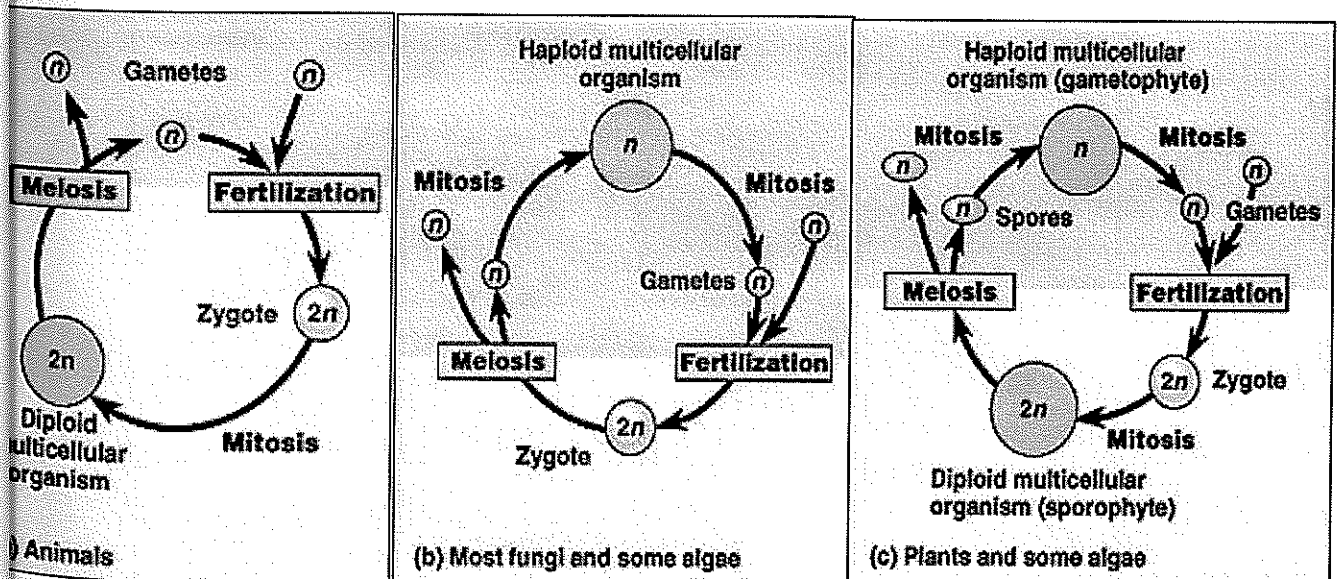 Gametes
n
n
n
Meiosis
Fertilization
Zygote
2n
2n
Diploid
multicellular
organism
Mitosis
) Animals
Haploid multicellular
organism
n
Mitosis
Mitosis
n
n
n
Gametes
n
Meiosis
Fertilization
2n
Zygote
(b) Most fungi and some algae
Haploid multicellular
organism (gametophyte)
Mitosis
Mitosis
n
n
n
n
Spores
n
Gametes
Meiosis
Fertilization
2n
Zygote
2n
Mitosis
Diploid multicellular
organism (sporophyte)
(c) Plants and some algae